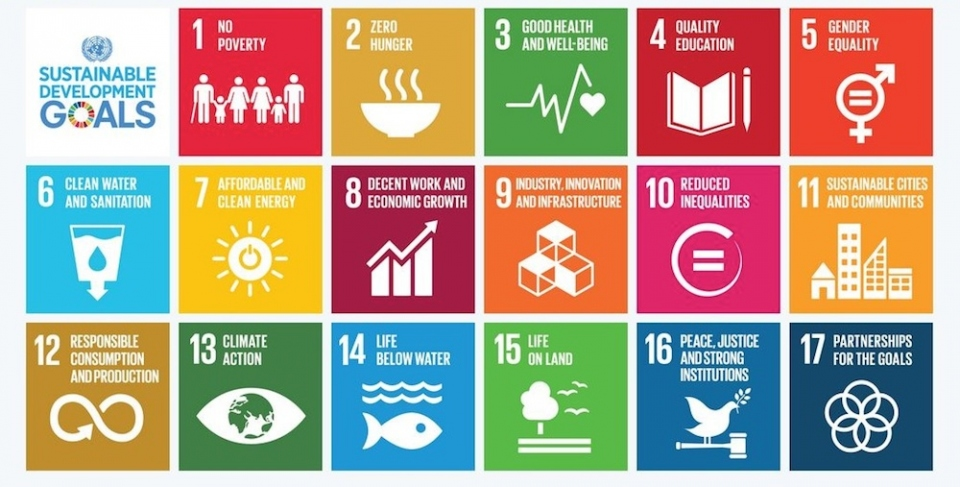 SUSTAINABLE
DEVELOPMENT
GOALS
1 NO
POVERTY
2 ZERO
HUNGER
3 GOOD HEALTH
AND WELL-BEING
4 QUALITY
EDUCATION
5 GENDER
EQUALITY
6 CLEAN WATER
AND SANITATION
7 AFFORDABLE AND
CLEAN ENERGY
8 DECENT WORK AND
ECONOMIC GROWTH
9 INDUSTRY, INNOVATION
AND INFRASTRUCTURE
10 REDUCED
INEQUALITIES
11 SUSTAINABLE CITIES
AND COMMUNITIES
12 RESPONSIBLE
CONSUMPTION
AND PRODUCTION
13 CLIMATE
ACTION
14 LIFE
BELOW WATER
15 LIFE
ON LAND
16 PEACE, JUSTICE
AND STRONG
INSTITUTIONS
17 PARTNERSHIPS
FOR THE GOALS